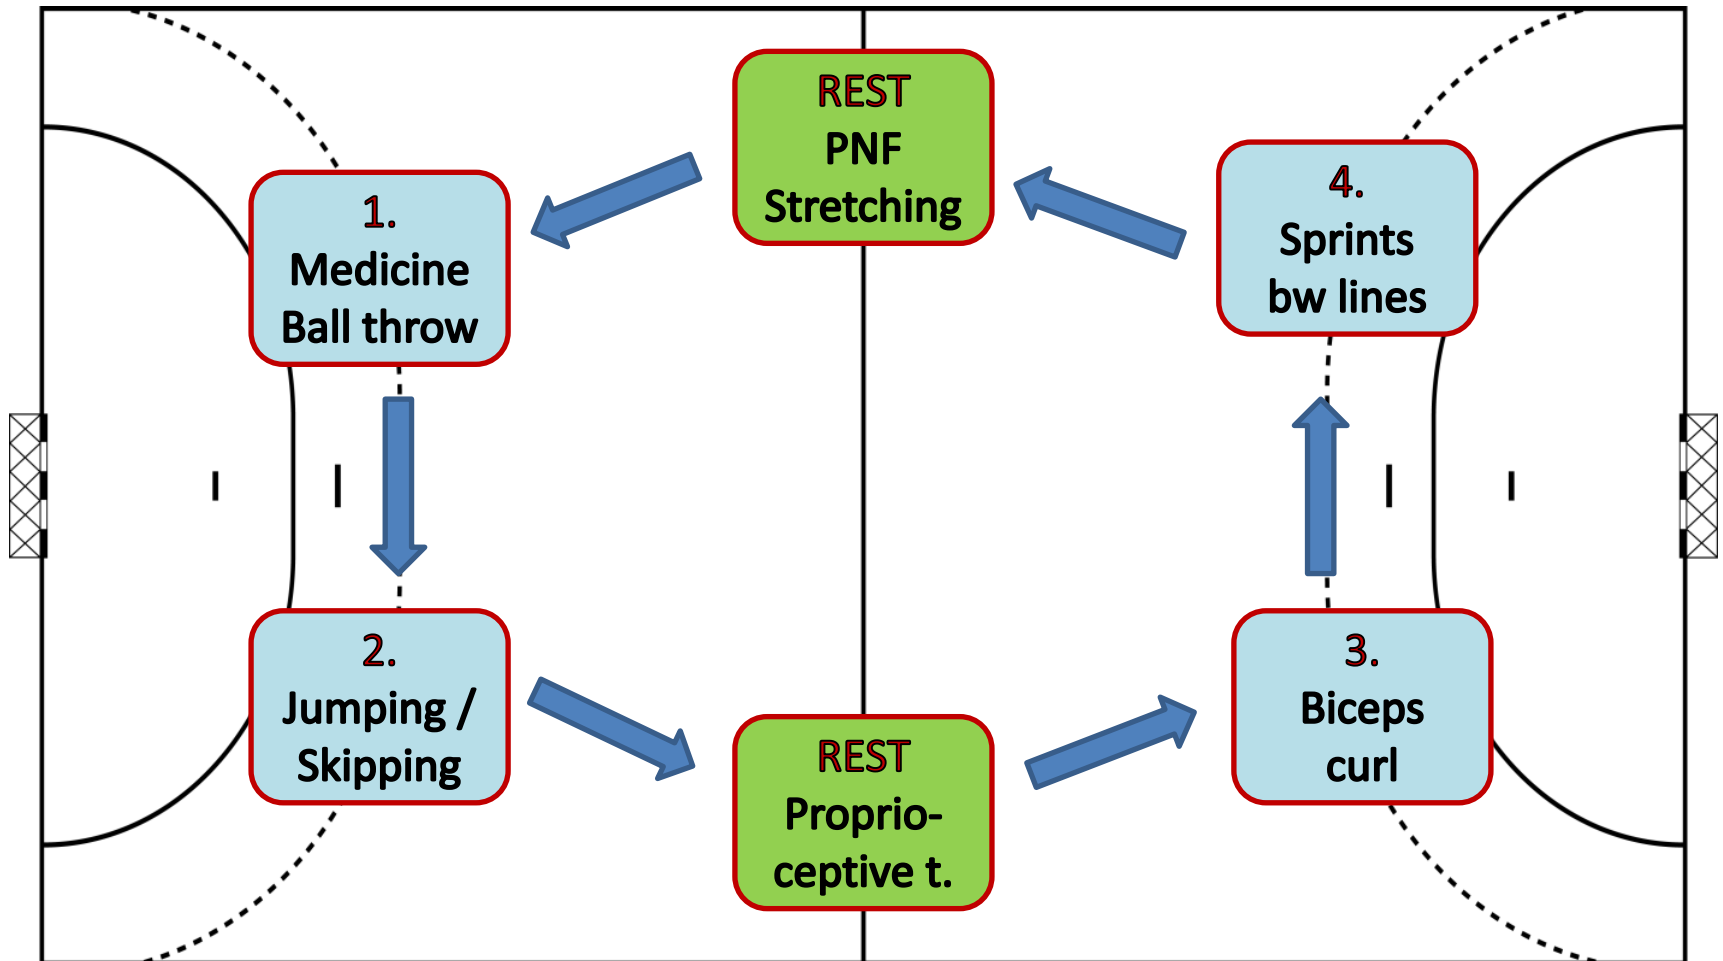 REST
PNF
Stretching
1.
Medicine
Ball throw
4.
Sprints
bw lines
2.
Jumping /
Skipping
REST
Proprio-
ceptive t.
3.
Biceps
curl